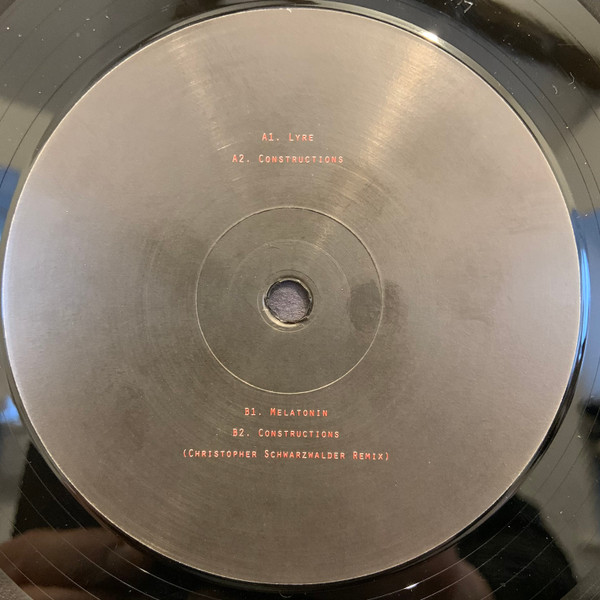 A1. Lyre
A2. Constructions
B1. Melatonin
B2. Constructions
(Christopher Schwarzwalder Remix)